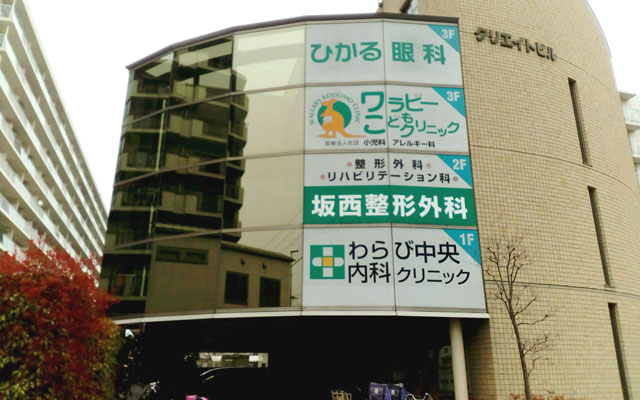 クリエイトビル
3F
ひかる眼科
3F
WALLABY KODOMO CLINIC
ワラビー
こどもクリニック
医療法人社団 小児科 アレルギー科
2F
整形外科
リハビリテーション科
坂西整形外科
1F
わらび中央
内科クリニック